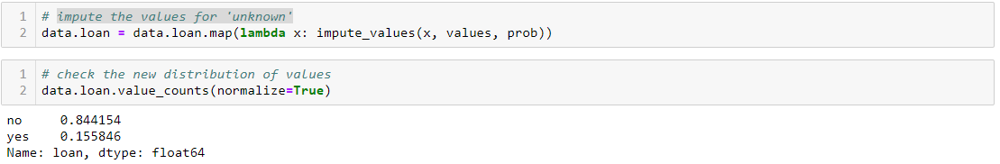 1 # impute the values for 'unknown'
2 data.loan = data.loan.map(lambda x: impute_values(x, values, prob))
1 # check the new distribution of values
2 data.loan.value_counts(normalize=True)
no 0.844154
yes 0.155846
Name: loan, dtype: float64